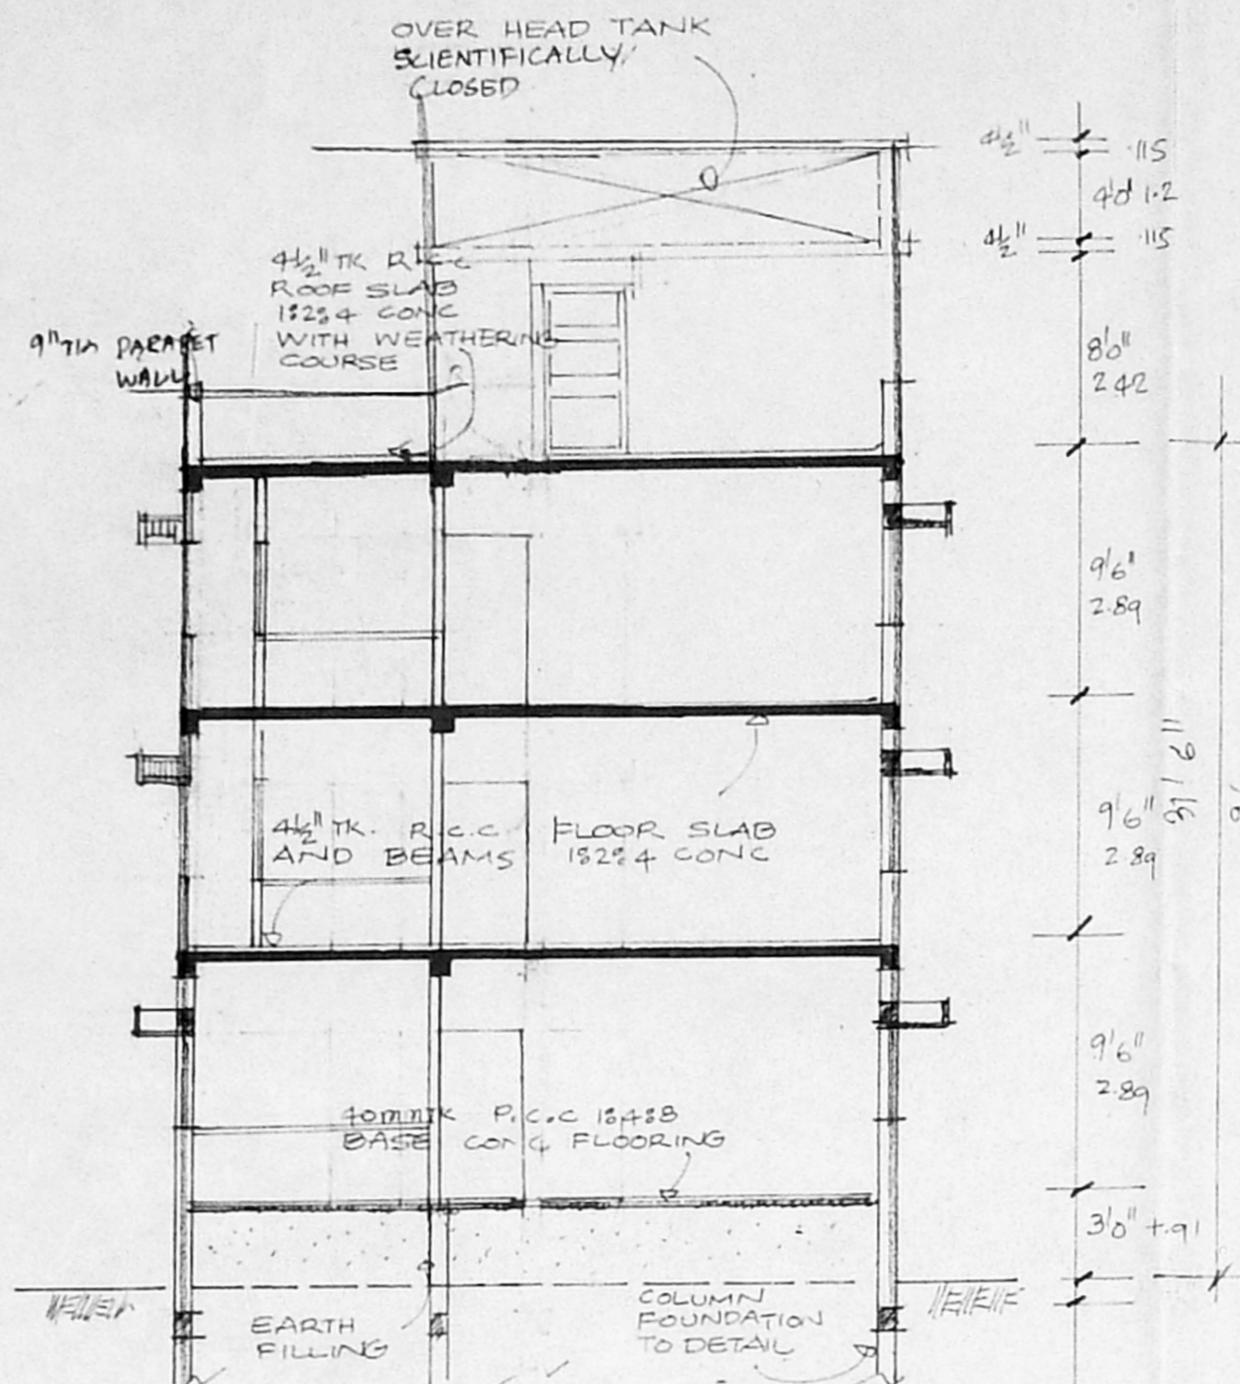 OVER HEAD TANK
SCIENTIFICALLY
CLOSED
4½"
.115
4'0" 1.2
4½"
.115
4½" TK R.C.C
ROOF SLAB
1:2:4 CONC
WITH WEATHERING
COURSE
9" TK PARAPET
WALL
8'0"
2.42
9'6"
2.89
31'6"
4½" TK. R.C.C. FLOOR SLAB
AND BEAMS 1:2:4 CONC
9'6"
2.89
9'6"
2.89
40mmTK P.C.C 1:4:8
BASE CONC FLOORING
3'0" +.91
EARTH
FILLING
COLUMN
FOUNDATION
TO DETAIL